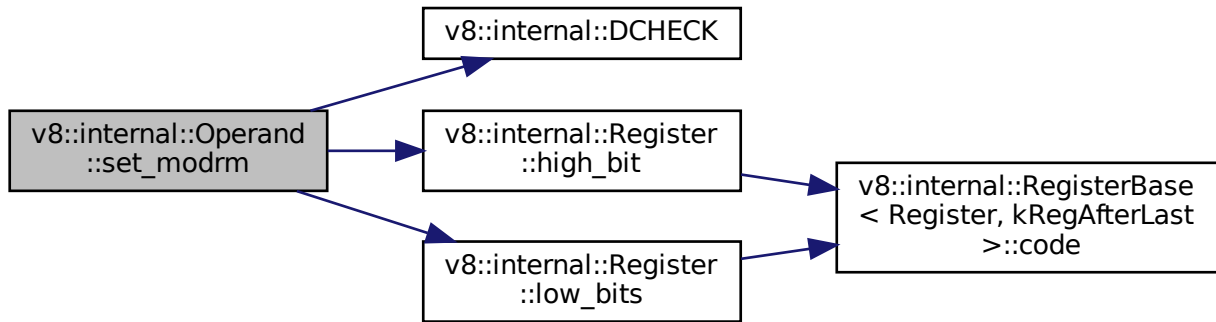 v8::internal::DCHECK
v8::internal::Operand
::set_modrm
v8::internal::Register
::high_bit
v8::internal::RegisterBase
< Register, kRegAfterLast
>::code
v8::internal::Register
::low_bits